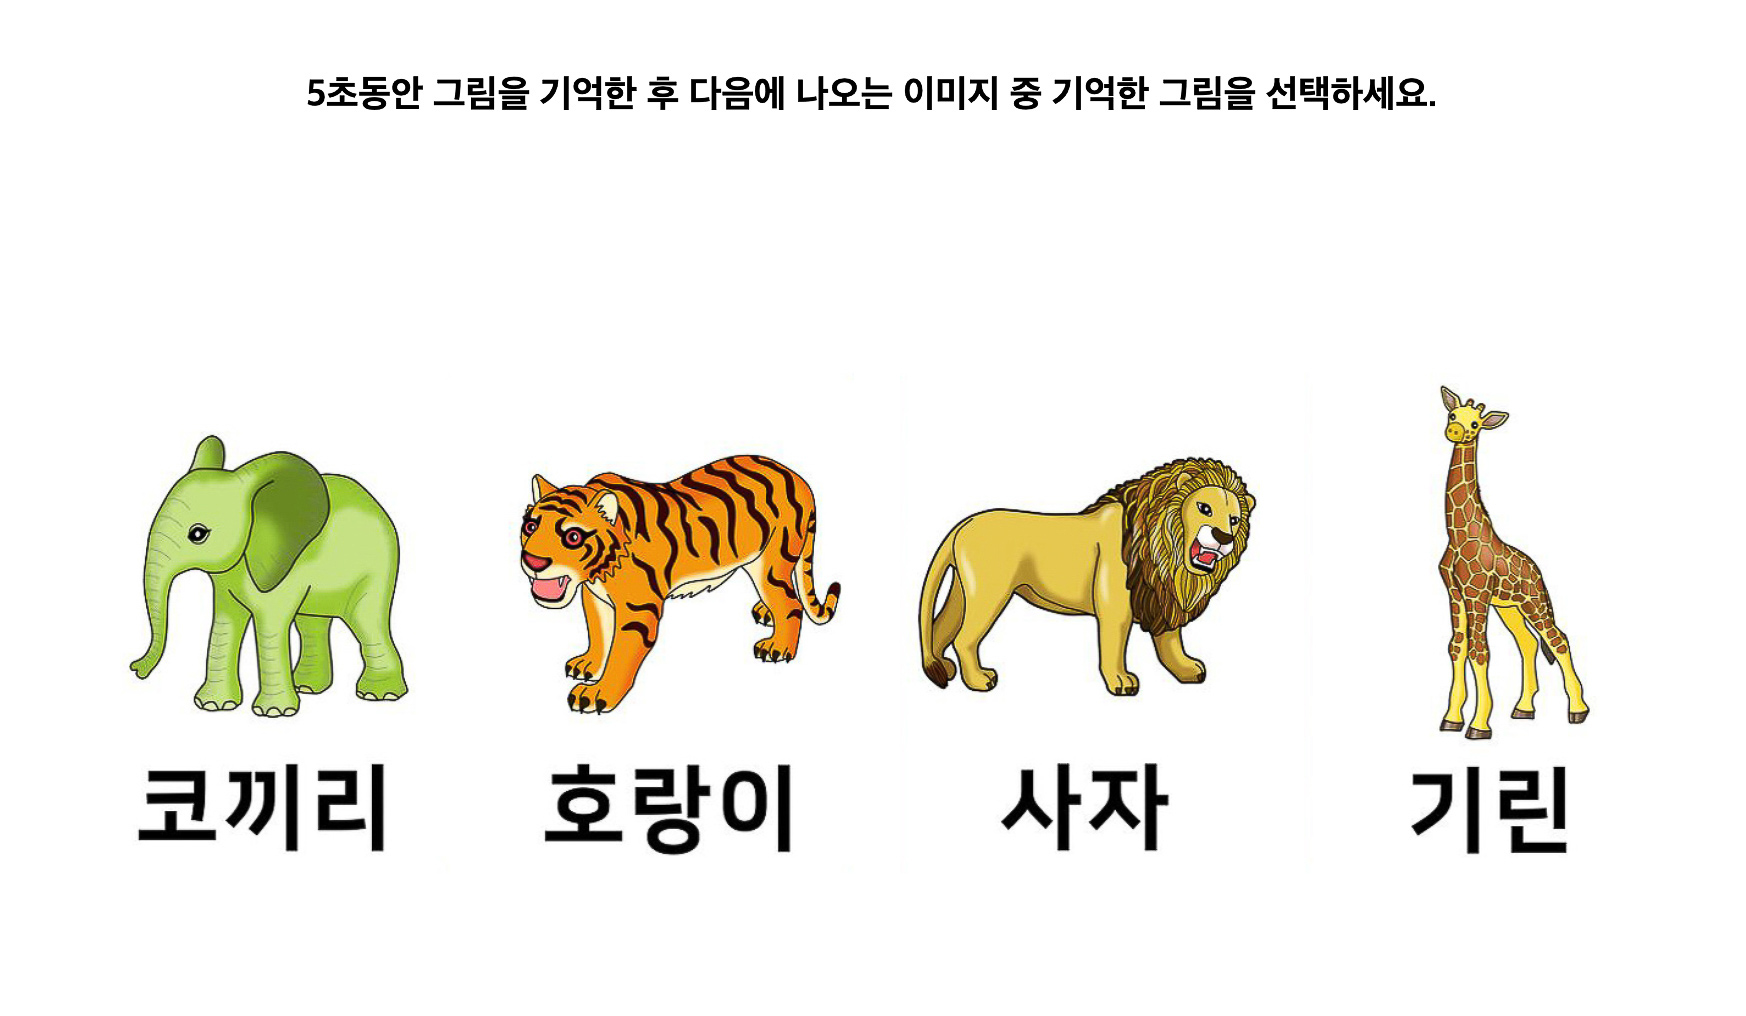 5초동안 그림을 기억한 후 다음에 나오는 이미지 중 기억한 그림을 선택하세요.
코끼리 호랑이 사자 기린